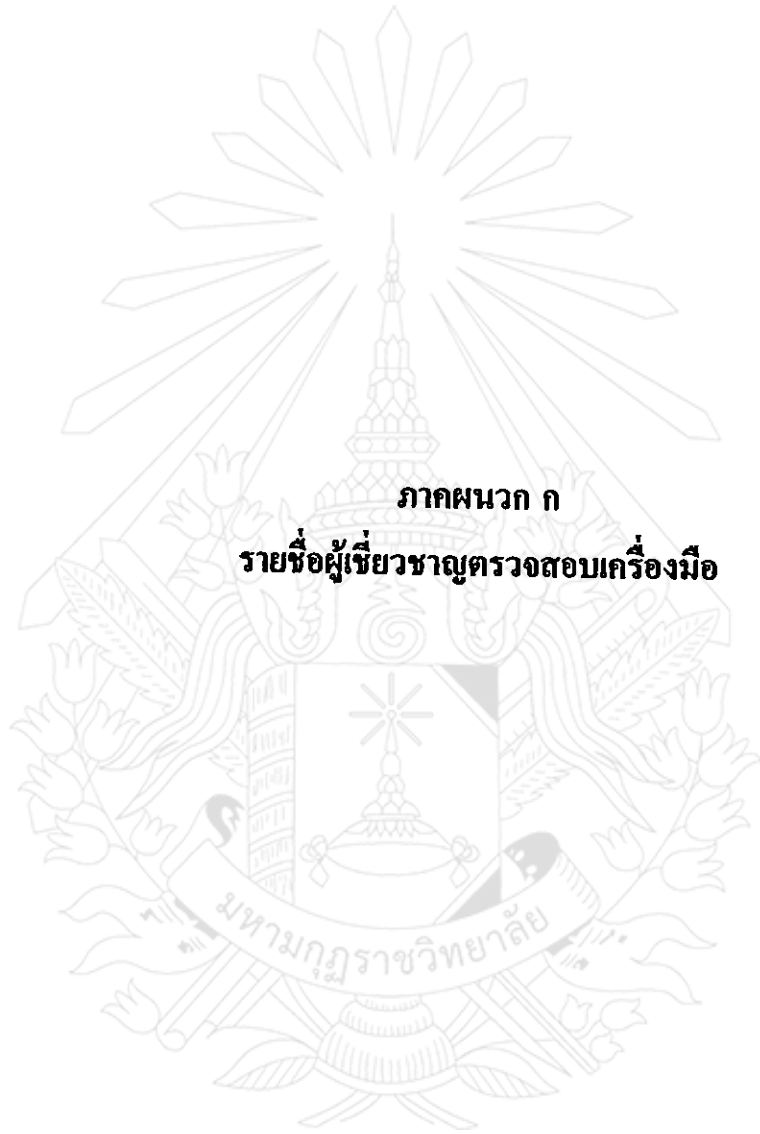 ภาคผนวก ก
รายชื่อผู้เชี่ยวชาญตรวจสอบเครื่องมือ
มหามกุฏราชวิทยาลัย